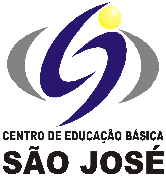 CENTRO DE EDUCAÇÃO BÁSICA
SÃO JOSÉ